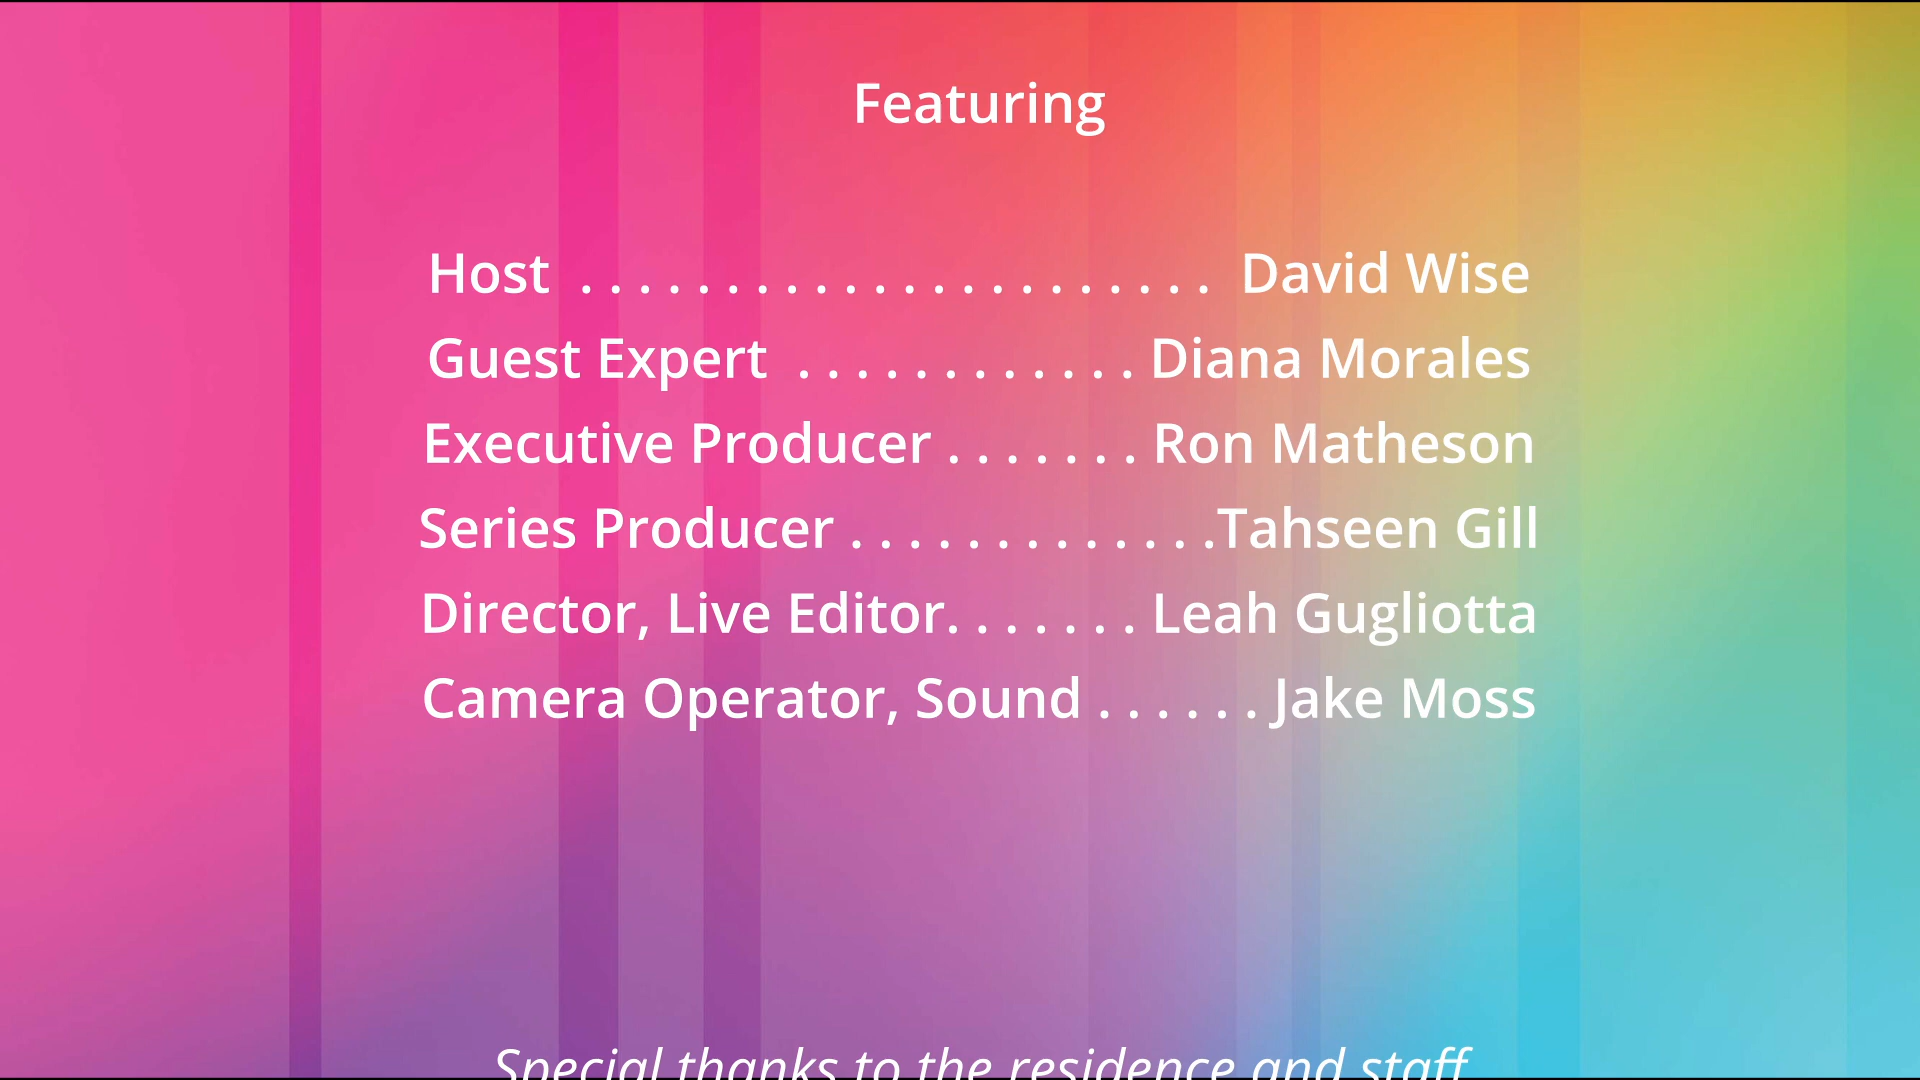 Featuring
Host . . . . . . . . . . . . . . . . . . . . . . David Wise
Guest Expert . . . . . . . . . . . . Diana Morales
Executive Producer . . . . . . . Ron Matheson
Series Producer . . . . . . . . . . . . .Tahseen Gill
Director, Live Editor. . . . . . . Leah Gugliotta
Camera Operator, Sound . . . . . . Jake Moss
Special thanks to the residence and staff